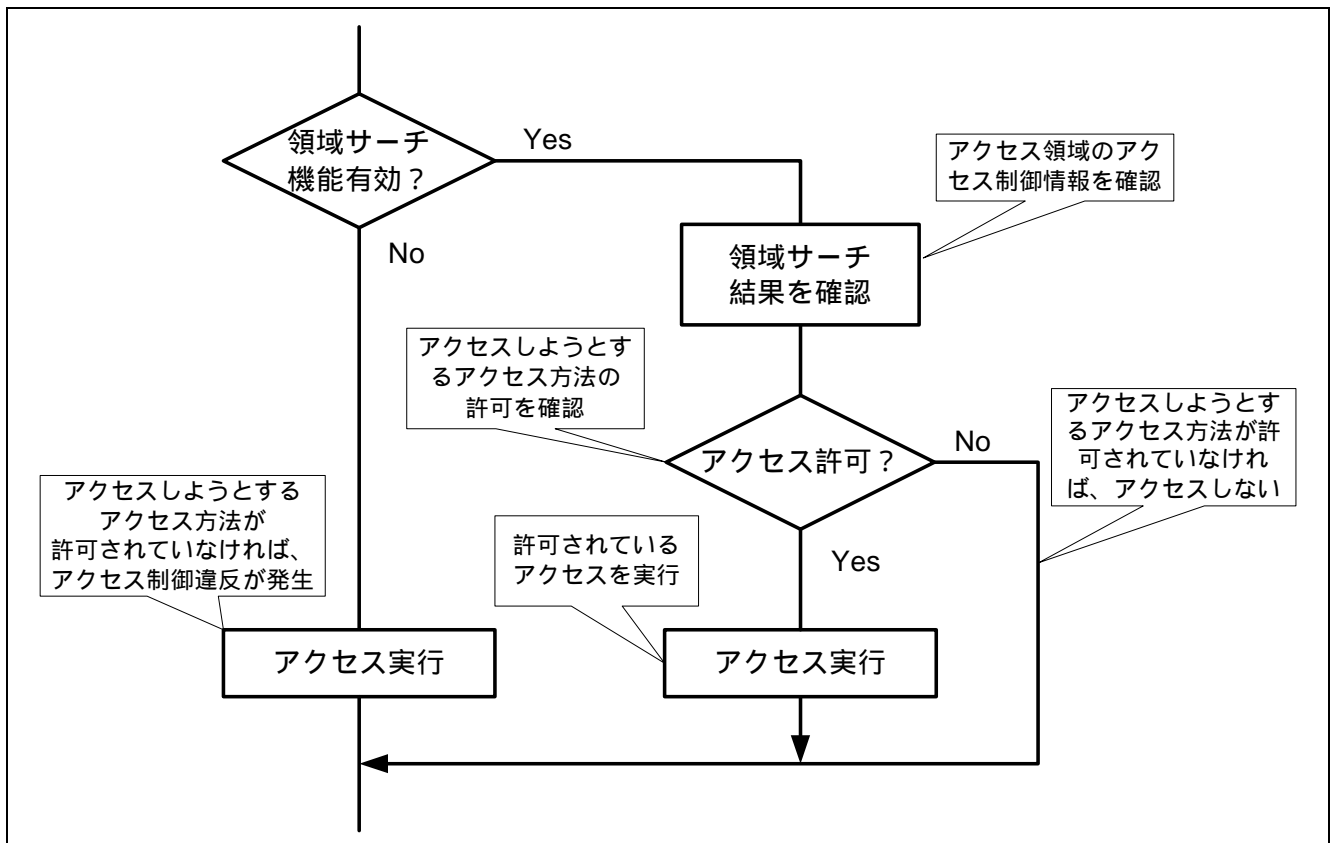 領域サーチ
機能有効？
Yes
No
アクセス領域のアク
セス制御情報を確認
領域サーチ
結果を確認
アクセスしようとす
るアクセス方法の
許可を確認
アクセス許可？
No
アクセスしようとす
るアクセス方法が許
可されていなけれ
ば、アクセスしない
アクセスしようとする
アクセス方法が
許可されていなければ、
アクセス制御違反が発生
許可されている
アクセスを実行
Yes
アクセス実行
アクセス実行